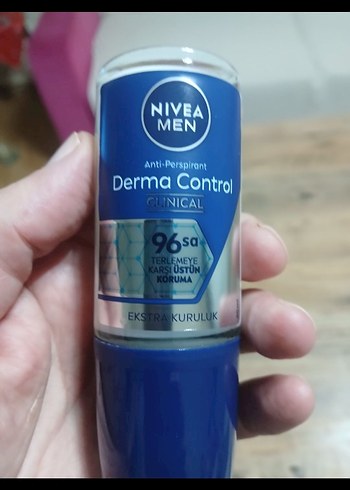 NIVEA
MEN
Anti-Perspirant
Derma Control
CLINICAL
96sa
TERLEMEYE
KARŞI ÜSTÜN
KORUMA
EKSTRA KURULUK